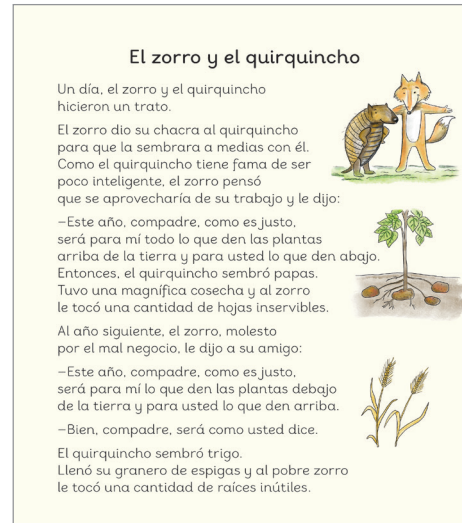 El zorro y el quirquincho
Un día, el zorro y el quirquincho
hicieron un trato.
El zorro dio su chacra al quirquincho
para que la sembrara a medias con él.
Como el quirquincho tiene fama de ser
poco inteligente, el zorro pensó
que se aprovecharía de su trabajo y le dijo:
—Este año, compadre, como es justo,
será para mí todo lo que den las plantas
arriba de la tierra y para usted lo que den abajo.
Entonces, el quirquincho sembró papas.
Tuvo una magnífica cosecha y al zorro
le tocó una cantidad de hojas inservibles.
Al año siguiente, el zorro, molesto
por el mal negocio, le dijo a su amigo:
—Este año, compadre, como es justo,
será para mí lo que den las plantas debajo
de la tierra y para usted lo que den arriba.
—Bien, compadre, será como usted dice.
El quirquincho sembró trigo.
Llenó su granero de espigas y al pobre zorro
le tocó una cantidad de raíces inútiles.